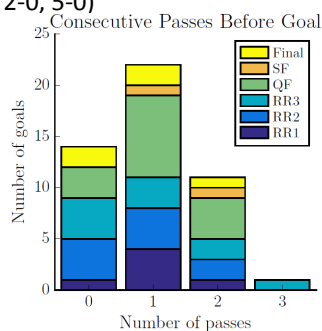 2-0, 5-0)
Consecutive Passes Before Goal
25
20
15
10
5
0
Number of goals
Final
SF
QF
RR3
RR2
RR1
0 1 2 3
Number of passes